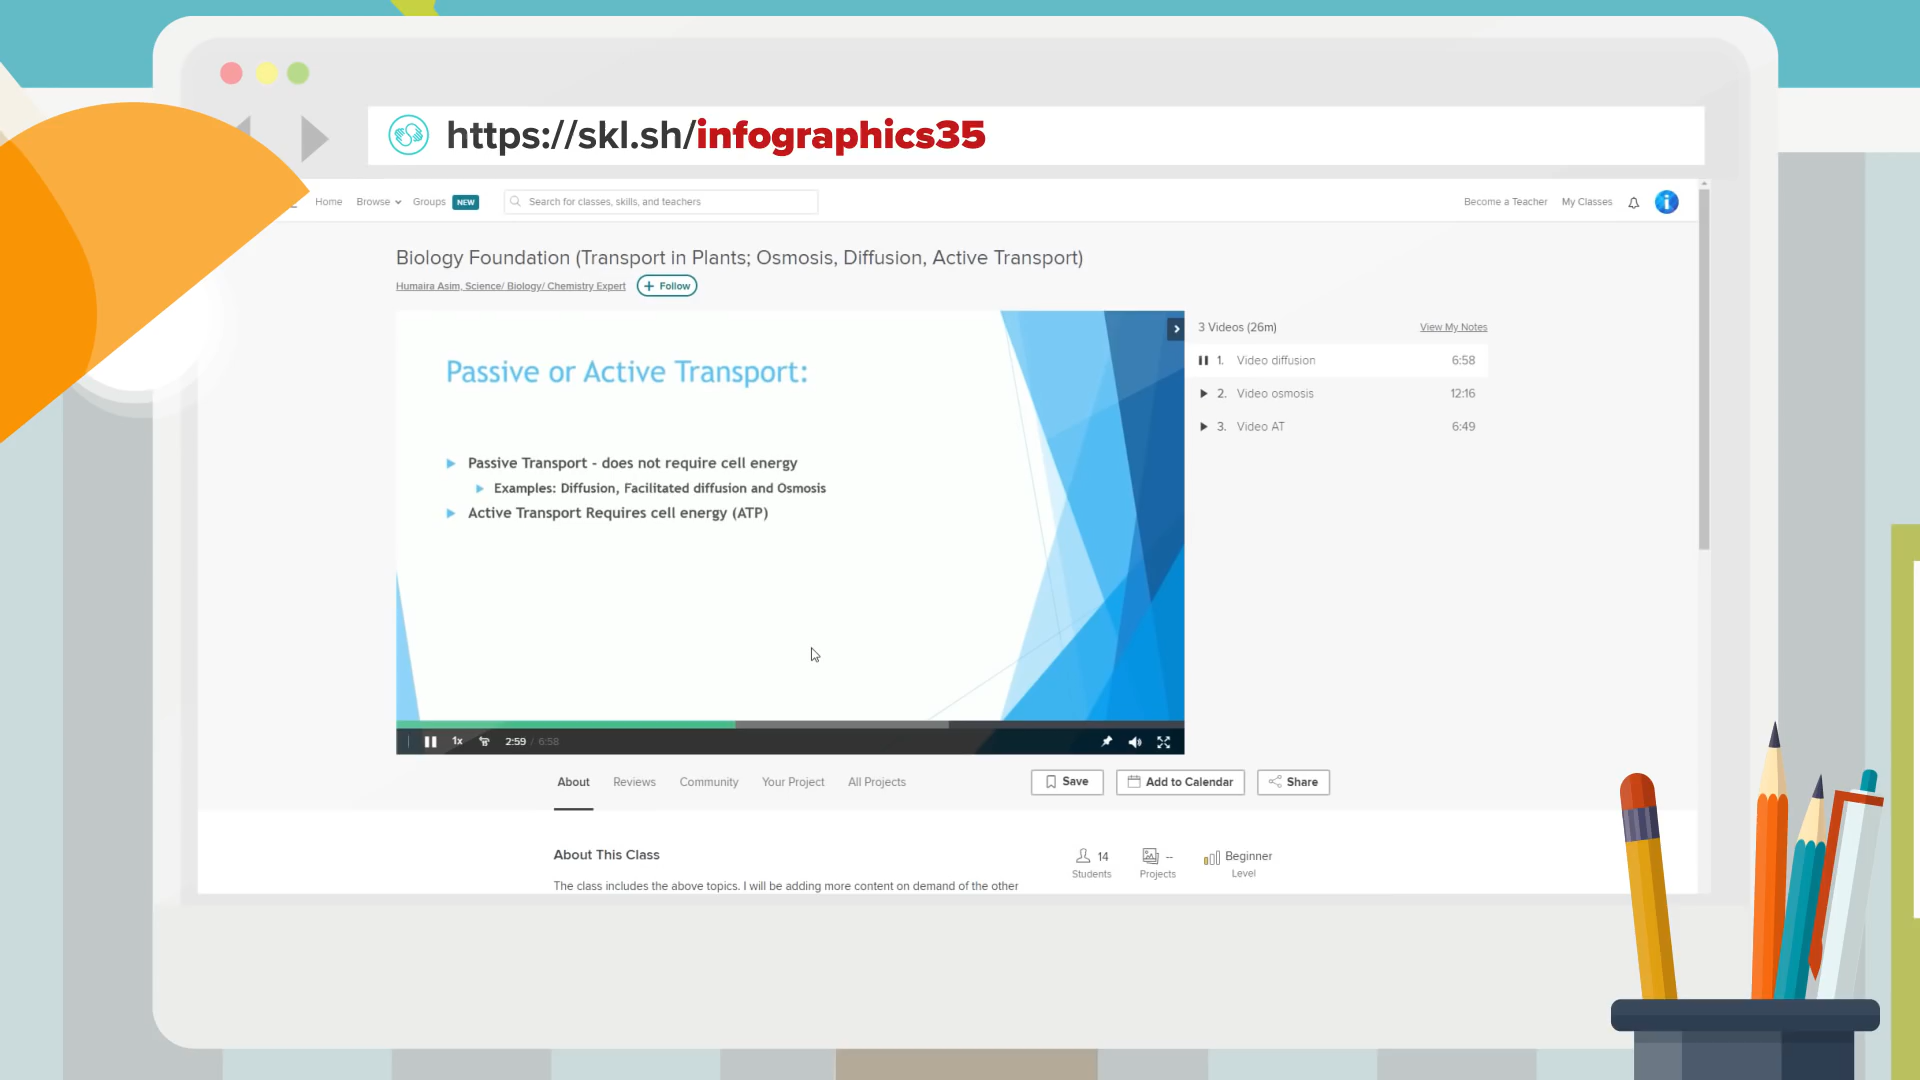 https://skl.sh/infographics35
Home Browse Groups NEW Search for classes, skills, and teachers Become a Teacher My Classes
Biology Foundation (Transport in Plants; Osmosis, Diffusion, Active Transport)
Humaira Asim, Science/ Biology/ Chemistry Expert + Follow
Passive or Active Transport:
Passive Transport - does not require cell energy
Examples: Diffusion, Facilitated diffusion and Osmosis
Active Transport Requires cell energy (ATP)
1x 2:59 / 6:58
3 Videos (26m) View My Notes
1. Video diffusion 6:58
2. Video osmosis 12:16
3. Video AT 6:49
About Reviews Community Your Project All Projects Save Add to Calendar Share
About This Class
14 Students
-- Projects
Beginner Level
The class includes the above topics. I will be adding more content on demand of the other